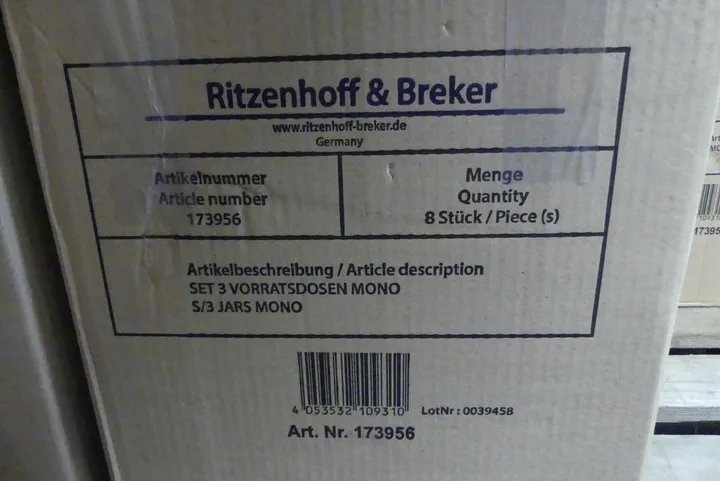 Ritzenhoff & Breker
www.ritzenhoff-breker.de
Germany
Artikelnummer
Article number
173956
Menge
Quantity
8 Stück / Piece (s)
Artikelbeschreibung / Article description
SET 3 VORRATSDOSEN MONO
S/3 JARS MONO
4 053532 109310
LotNr : 0039458
Art. Nr. 173956